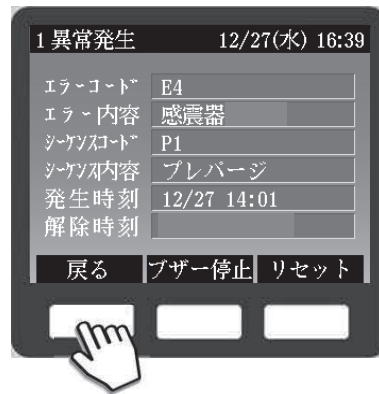 1 異常発生 12/27(水) 16:39
ｴﾗｰｺｰﾄﾞ E4
エラー内容 感震器
ｼｰｹﾝｽｺｰﾄﾞ P1
ｼｰｹﾝｽ内容 プレパージ
発生時刻 12/27 14:01
解除時刻
戻る ブザー停止 リセット